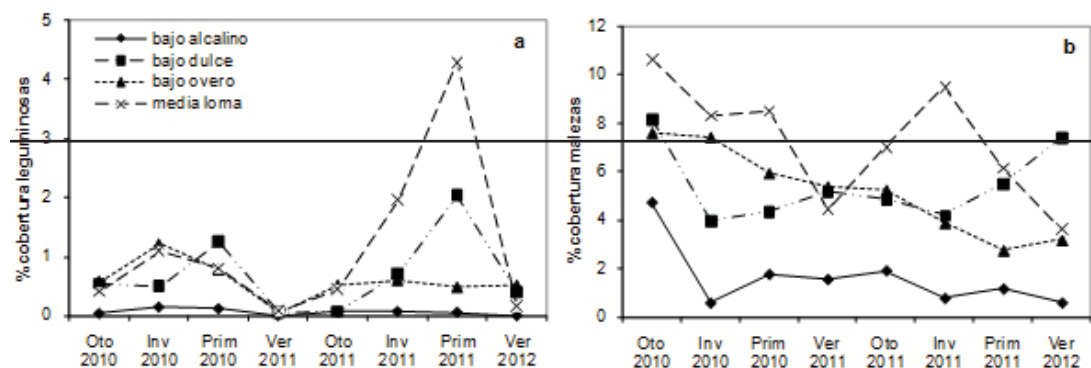 a
bajo alcalino
bajo dulce
bajo overo
media loma
% cobertura leguminosas
5
4
3
2
1
0
Oto 2010
Inv 2010
Prim 2010
Ver 2011
Oto 2011
Inv 2011
Prim 2011
Ver 2012
b
% cobertura malezas
12
10
8
6
4
2
0
Oto 2010
Inv 2010
Prim 2010
Ver 2011
Oto 2011
Inv 2011
Prim 2011
Ver 2012